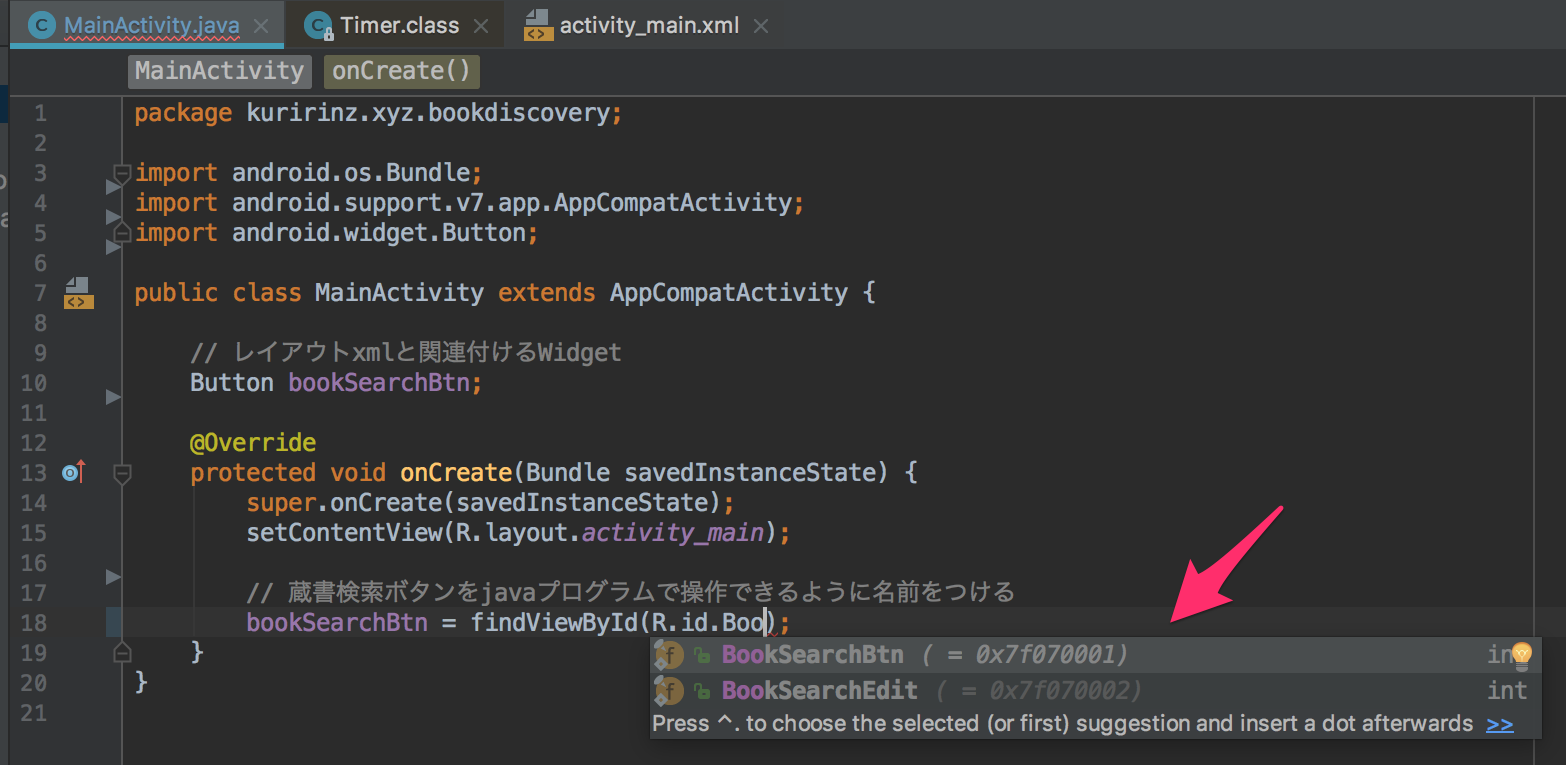 MainActivity.java Timer.class activity_main.xml
MainActivity onCreate()
1 package kuririnz.xyz.bookdiscovery;
2
3 import android.os.Bundle;
4 import android.support.v7.app.AppCompatActivity;
5 import android.widget.Button;
6
7 public class MainActivity extends AppCompatActivity {
8
9 // レイアウトxmlと関連付けるWidget
10 Button bookSearchBtn;
11
12 @Override
13 protected void onCreate(Bundle savedInstanceState) {
14 super.onCreate(savedInstanceState);
15 setContentView(R.layout.activity_main);
16
17 // 蔵書検索ボタンをjavaプログラムで操作できるように名前をつける
18 bookSearchBtn = findViewById(R.id.Boo);
19 }
20 }
21
BookSearchBtn ( = 0x7f070001)
BookSearchEdit ( = 0x7f070002) int
Press ^. to choose the selected (or first) suggestion and insert a dot afterwards >>